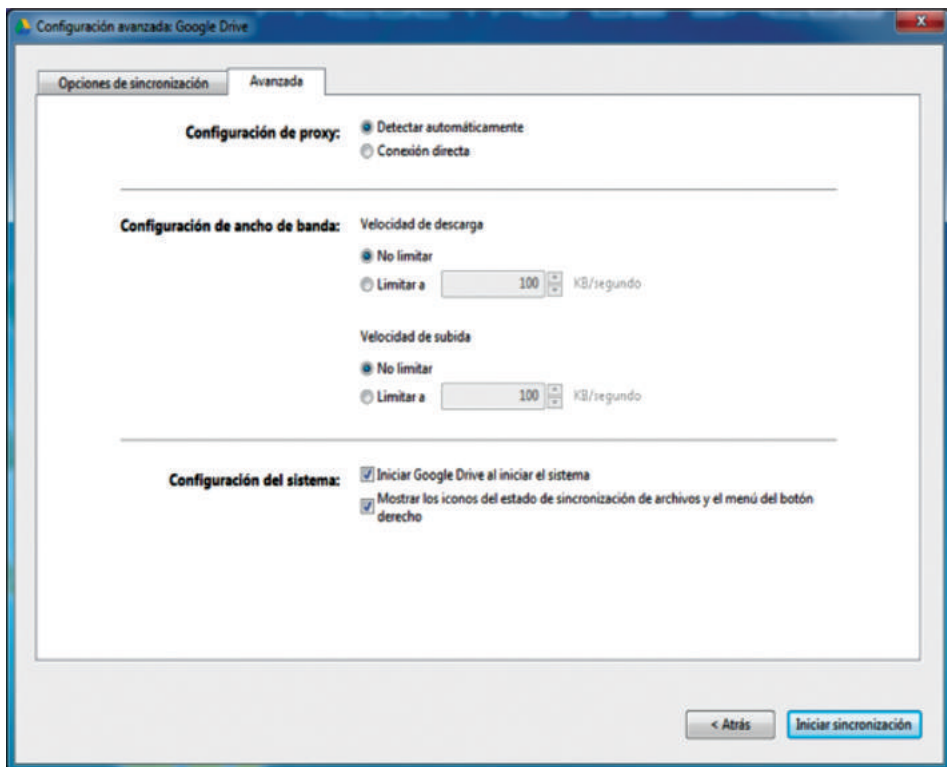 Configuración avanzada: Google Drive
x
Opciones de sincronización
Avanzada
Configuración de proxy:
Detectar automáticamente
Conexión directa
Configuración de ancho de banda:
Velocidad de descarga
No limitar
Limitar a 100 KB/segundo
Velocidad de subida
No limitar
Limitar a 100 KB/segundo
Configuración del sistema:
Iniciar Google Drive al iniciar el sistema
Mostrar los iconos del estado de sincronización de archivos y el menú del botón
derecho
< Atrás
Iniciar sincronización